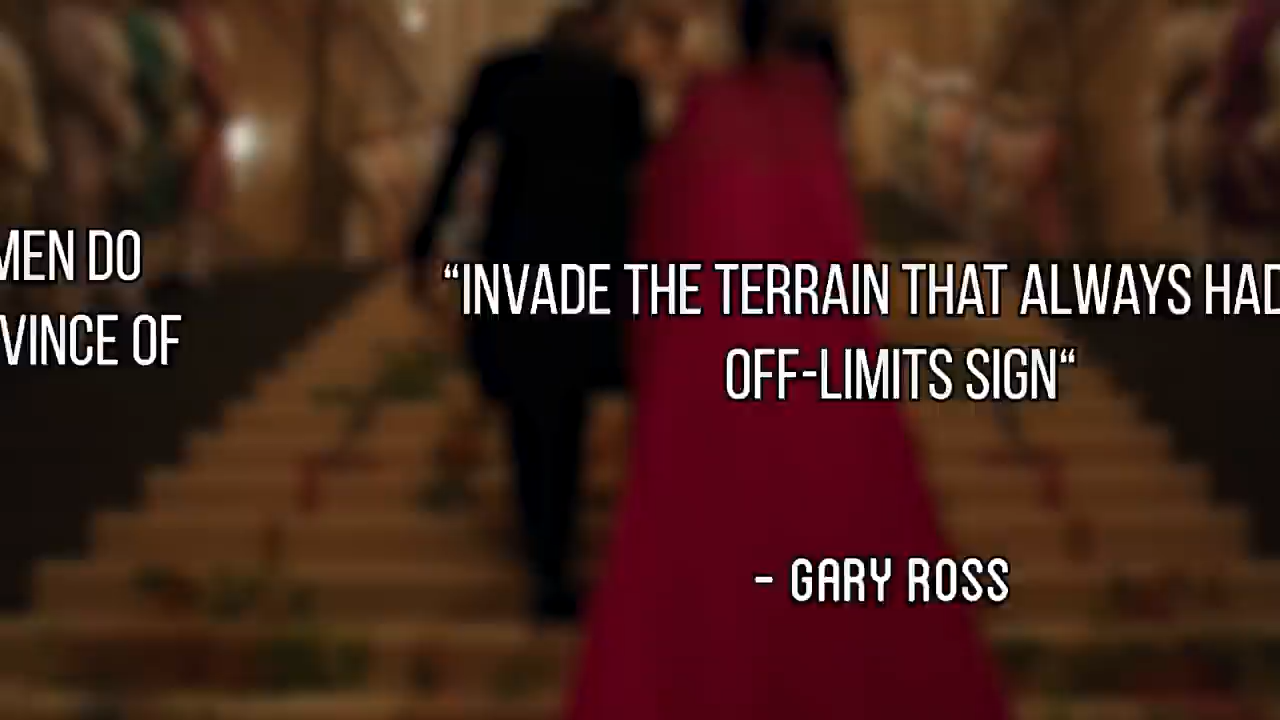 MEN DO
VINCE OF
“INVADE THE TERRAIN THAT ALWAYS HAD
OFF-LIMITS SIGN“
- GARY ROSS